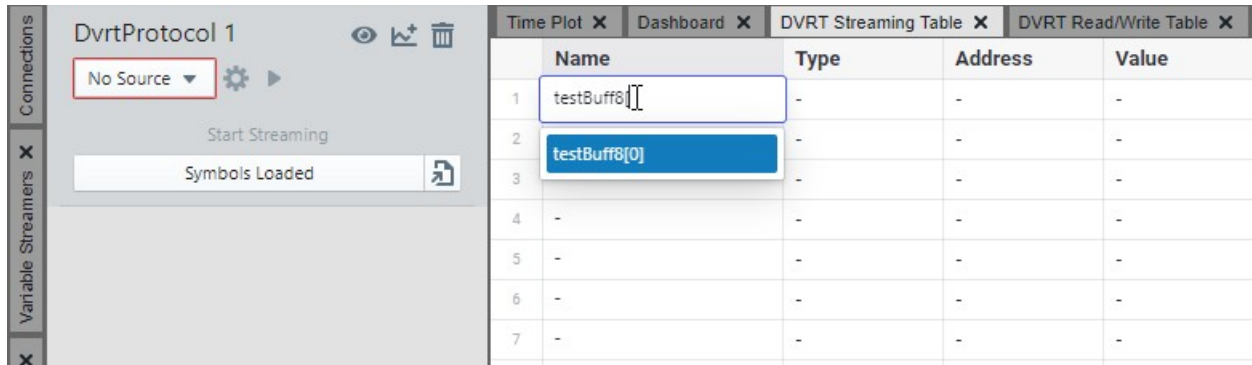 Connections
Variable Streamers
DvrtProtocol 1
No Source
Start Streaming
Symbols Loaded
Time Plot Dashboard DVRT Streaming Table DVRT Read/Write Table
Name Type Address Value
1 testBuff8[ - - -
2 - - -
testBuff8[0]
3 - - -
4 - - - -
5 - - - -
6 - - - -
7 - - - -